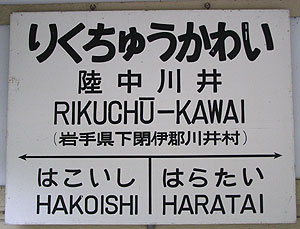 りくちゅうかわい
陸中川井
RIKUCHŪ-KAWAI
(岩手県下閉伊郡川井村)
はこいし はらたい
HAKOISHI HARATAI